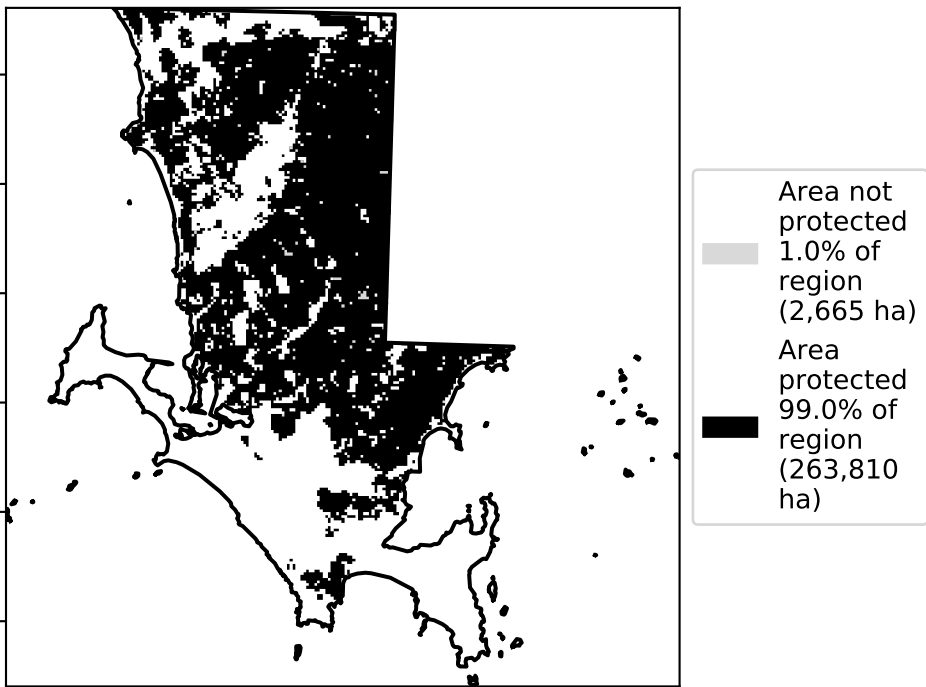 Area not
protected
1.0% of
region
(2,665 ha)
Area
protected
99.0% of
region
(263,810
ha)